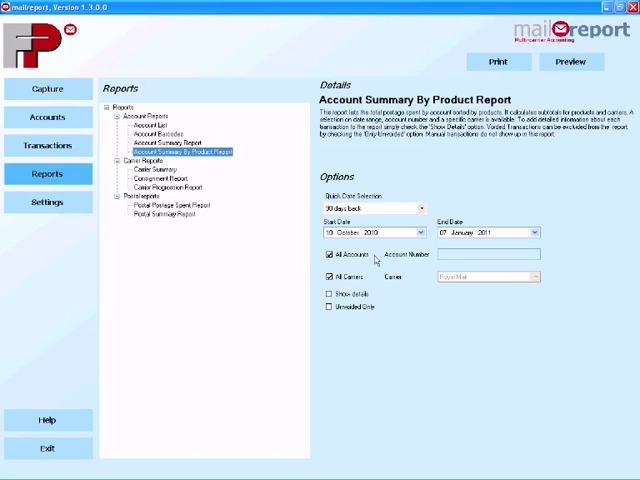 mailreport, Version 1.3.0.0
FP
mailreport
Multicarrier Accounting
Print
Preview
Capture
Accounts
Transactions
Reports
Settings
Help
Exit
Reports
Reports
Account Reports
Account List
Account Barcodes
Account Summary Report
Account Summary By Product Report
Carrier Reports
Carrier Summary
Consignment Report
Carrier Progression Report
Postal reports
Postal Postage Spent Report
Postal Summary Report
Details
Account Summary By Product Report
This report lists the total postage spent by account sorted by products. It calculates subtotals for products and carriers. A
selection on date range, account number and a specific carrier is available. To add detailed information about each
transaction to the report simply check the 'Show Details' option. Voided Transactions can be excluded from the report
by checking the 'Only Unvoided' option. Manual transactions do not show up in this report.
Options
Quick Date Selection
90 days back
Start Date
End Date
10 October 2010
07 January 2011
All Accounts
Account Number
All Carriers
Carrier
Royal Mail
Show details
Unvoided Only